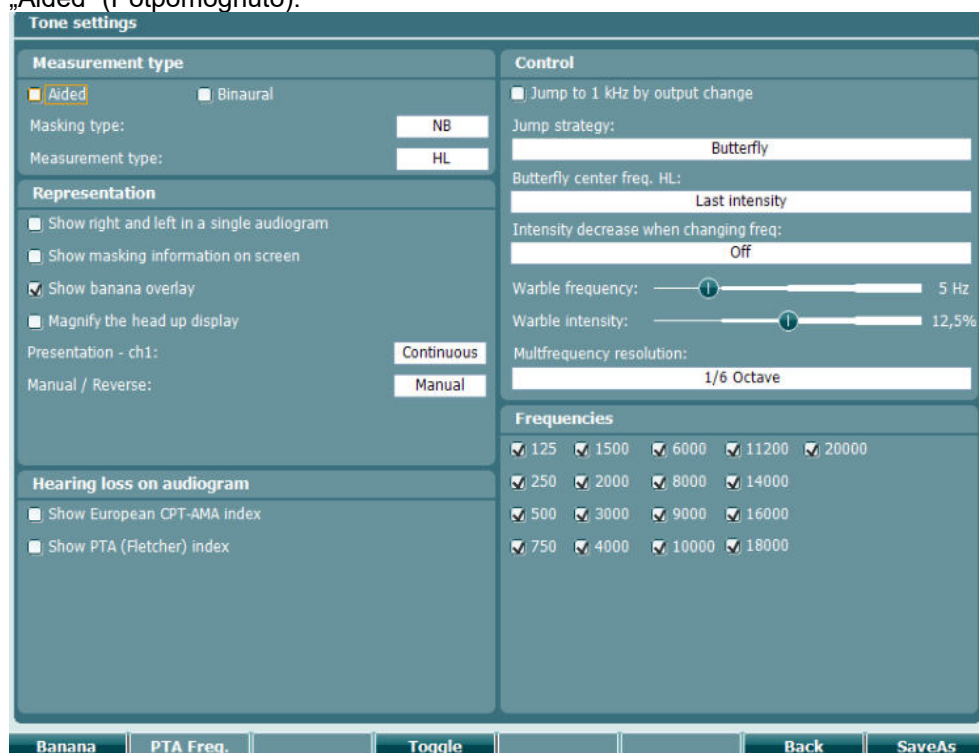 „Aided“ (Potpomognuto).
Tone settings
Measurement type
Aided Binaural
Masking type: NB
Measurement type: HL
Representation
Show right and left in a single audiogram
Show masking information on screen
Show banana overlay
Magnify the head up display
Presentation - ch1: Continuous
Manual / Reverse: Manual
Hearing loss on audiogram
Show European CPT-AMA index
Show PTA (Fletcher) index
Control
Jump to 1 kHz by output change
Jump strategy:
Butterfly
Butterfly center freq. HL:
Last intensity
Intensity decrease when changing freq:
Off
Warble frequency: 5 Hz
Warble intensity: 12,5%
Multfrequency resolution:
1/6 Octave
Frequencies
125 1500 6000 11200 20000
250 2000 8000 14000
500 3000 9000 16000
750 4000 10000 18000
Banana PTA Freq. Toggle Back SaveAs